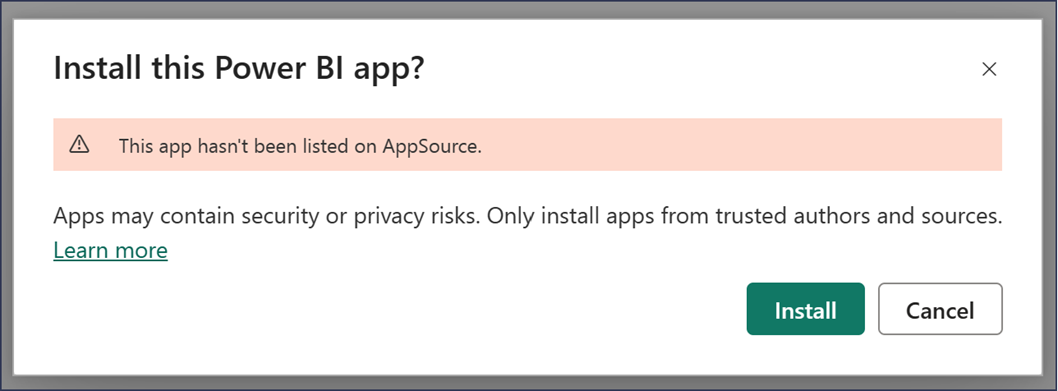 Install this Power BI app?
This app hasn't been listed on AppSource.
Apps may contain security or privacy risks. Only install apps from trusted authors and sources.
Learn more
Install
Cancel